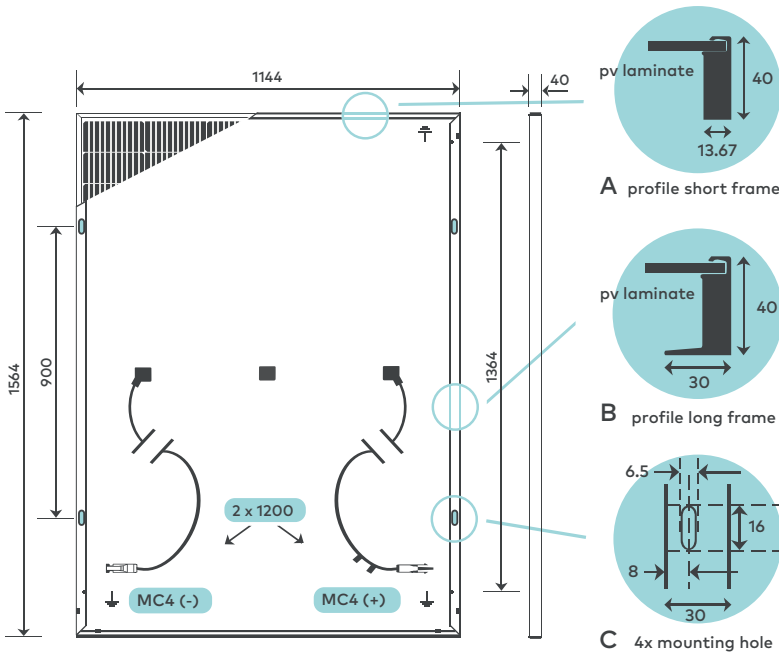 1144
40
1564
900
1364
2 x 1200
MC4 (-)
MC4 (+)
pv laminate
40
13.67
A profile short frame
pv laminate
40
30
B profile long frame
6.5
16
8
30
C 4x mounting hole